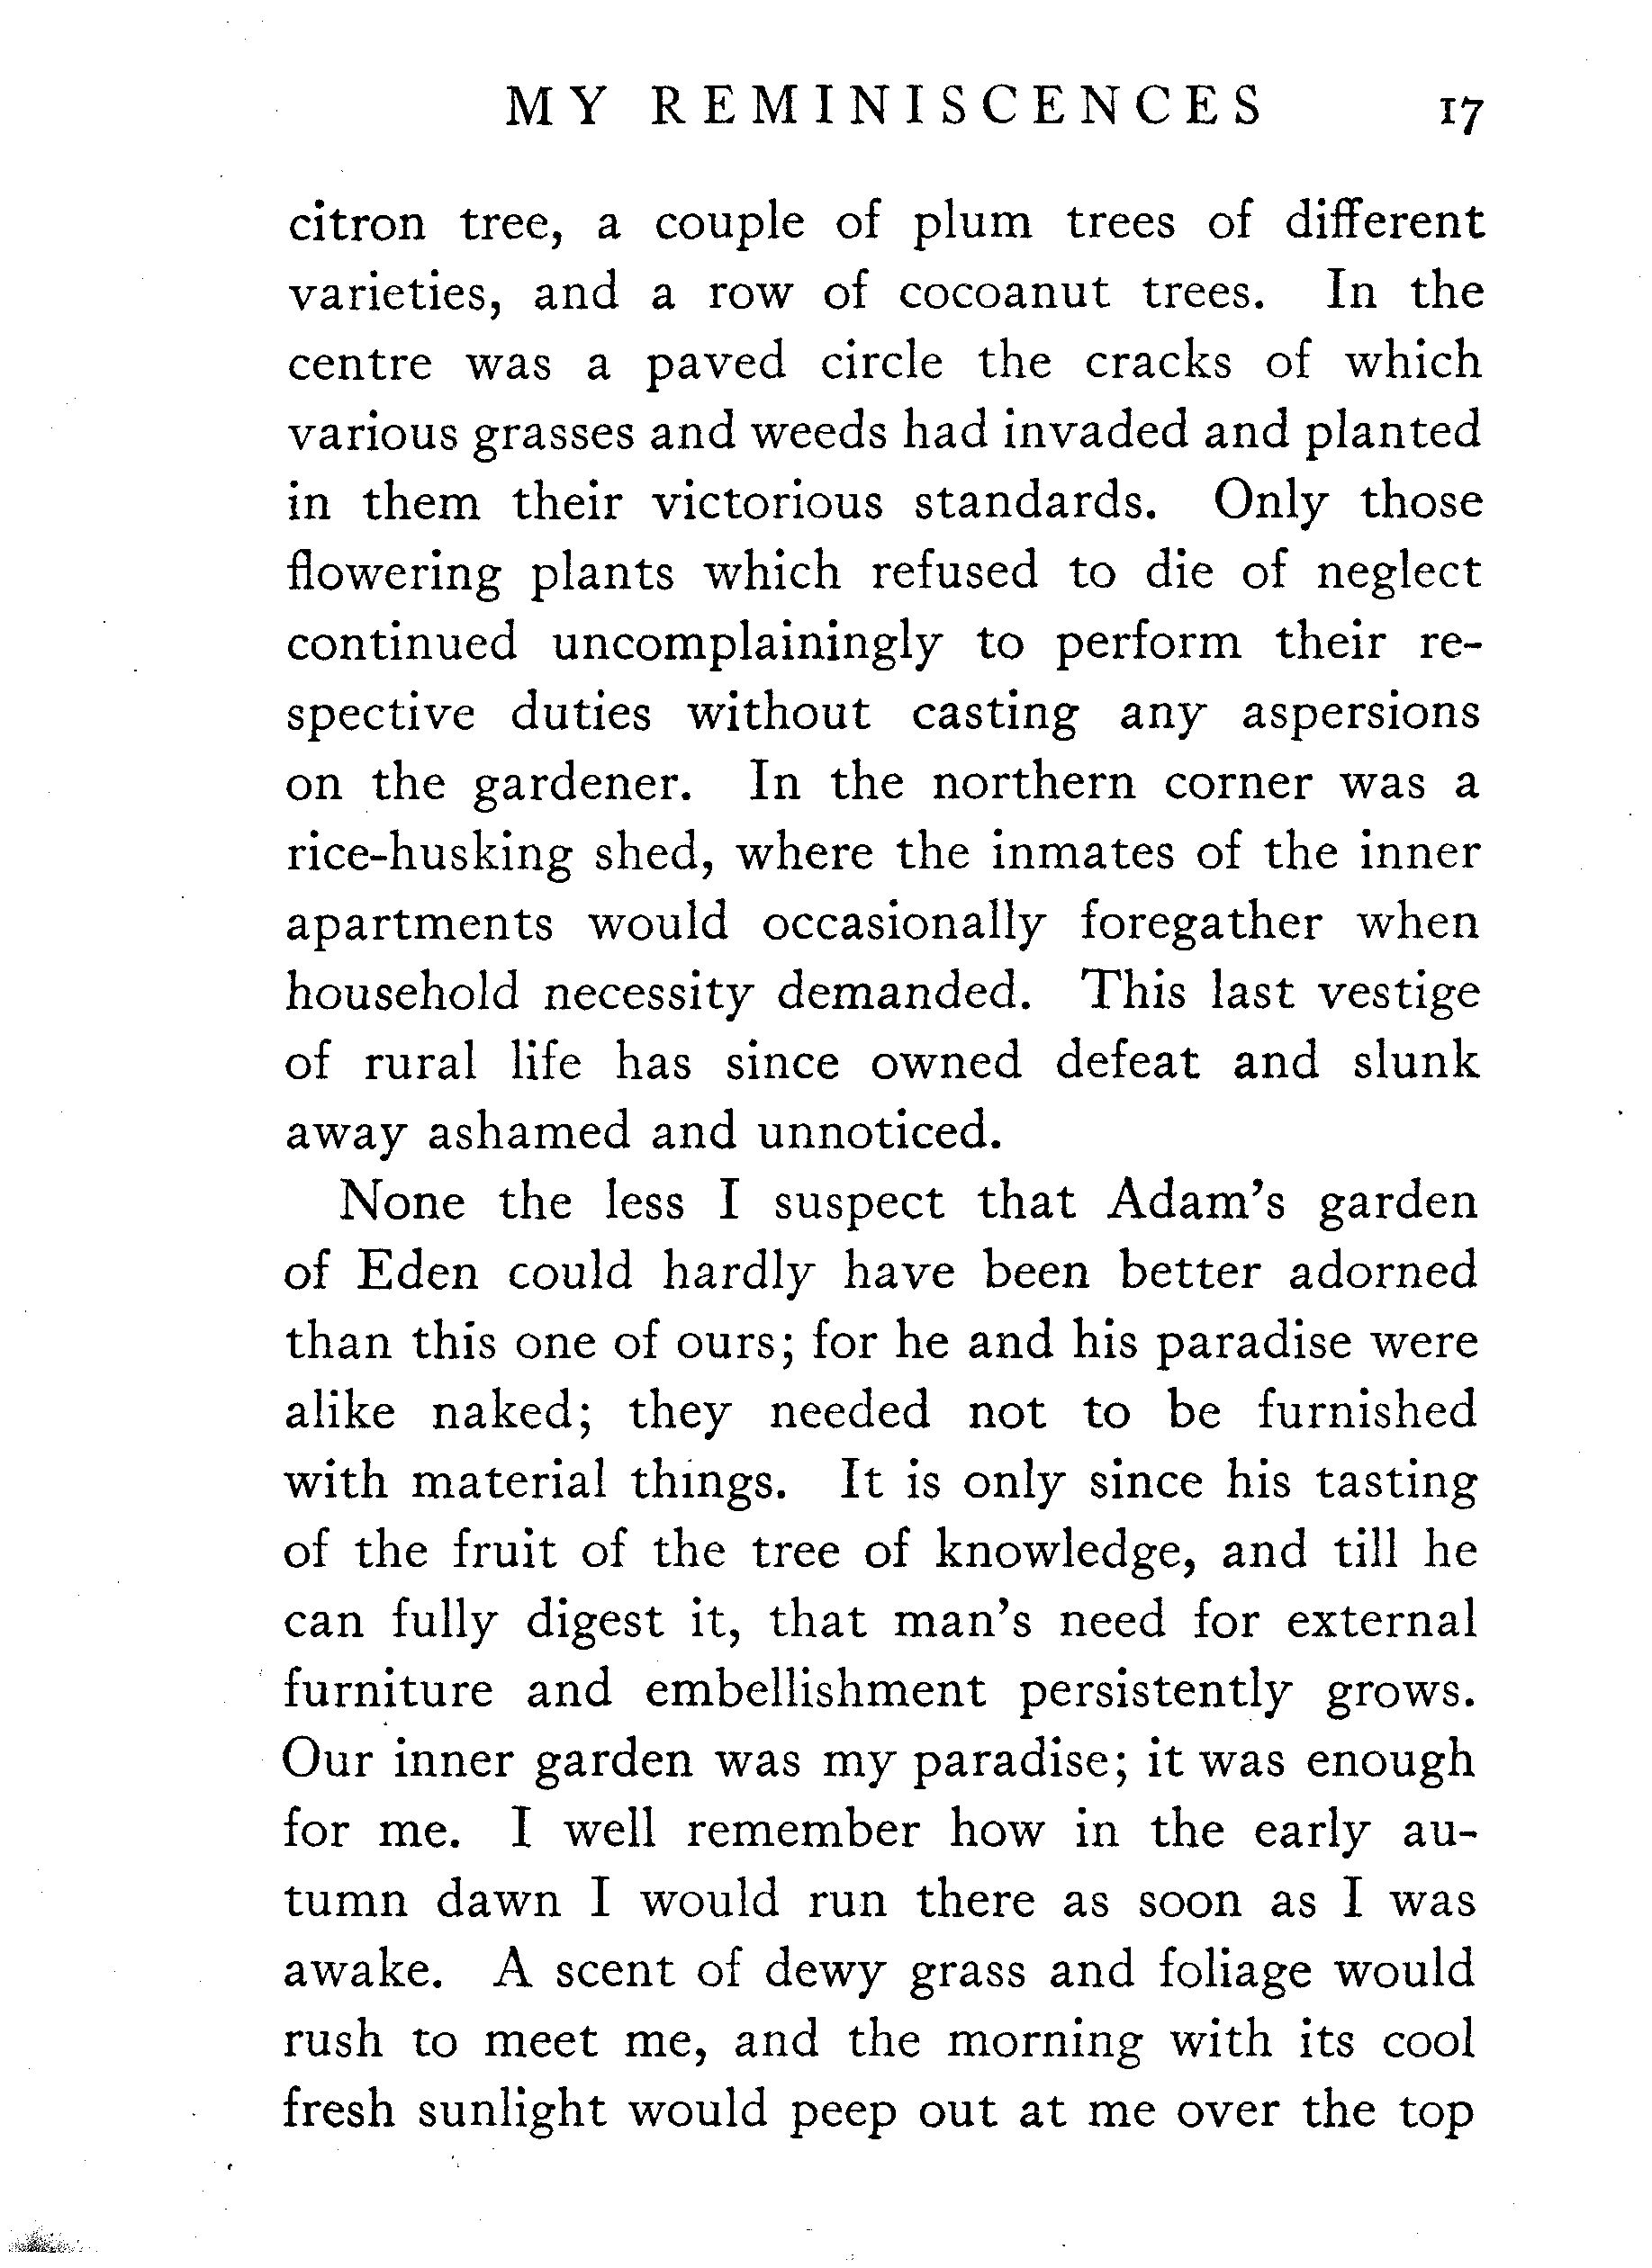 MY REMINISCENCES 17
citron tree, a couple of plum trees of different
varieties, and a row of cocoanut trees. In the
centre was a paved circle the cracks of which
various grasses and weeds had invaded and planted
in them their victorious standards. Only those
flowering plants which refused to die of neglect
continued uncomplainingly to perform their re-
spective duties without casting any aspersions
on the gardener. In the northern corner was a
rice-husking shed, where the inmates of the inner
apartments would occasionally foregather when
household necessity demanded. This last vestige
of rural life has since owned defeat and slunk
away ashamed and unnoticed.
None the less I suspect that Adam's garden
of Eden could hardly have been better adorned
than this one of ours; for he and his paradise were
alike naked; they needed not to be furnished
with material things. It is only since his tasting
of the fruit of the tree of knowledge, and till he
can fully digest it, that man's need for external
furniture and embellishment persistently grows.
Our inner garden was my paradise; it was enough
for me. I well remember how in the early au-
tumn dawn I would run there as soon as I was
awake. A scent of dewy grass and foliage would
rush to meet me, and the morning with its cool
fresh sunlight would peep out at me over the top